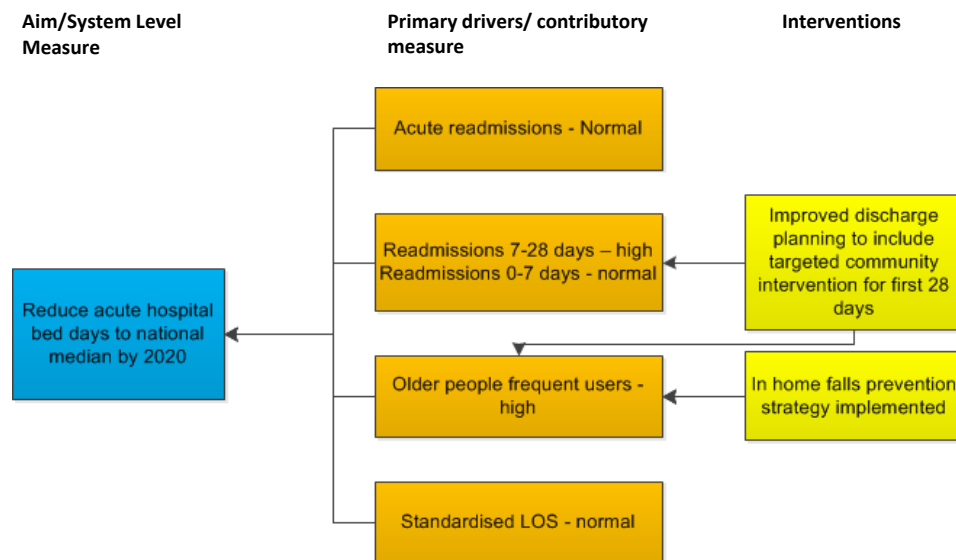 Aim/System Level
Measure
Primary drivers/ contributory
measure
Interventions
Acute readmissions - Normal
Readmissions 7-28 days – high
Readmissions 0-7 days - normal
Improved discharge
planning to include
targeted community
intervention for first 28
days
Reduce acute hospital
bed days to national
median by 2020
Older people frequent users -
high
In home falls prevention
strategy implemented
Standardised LOS - normal